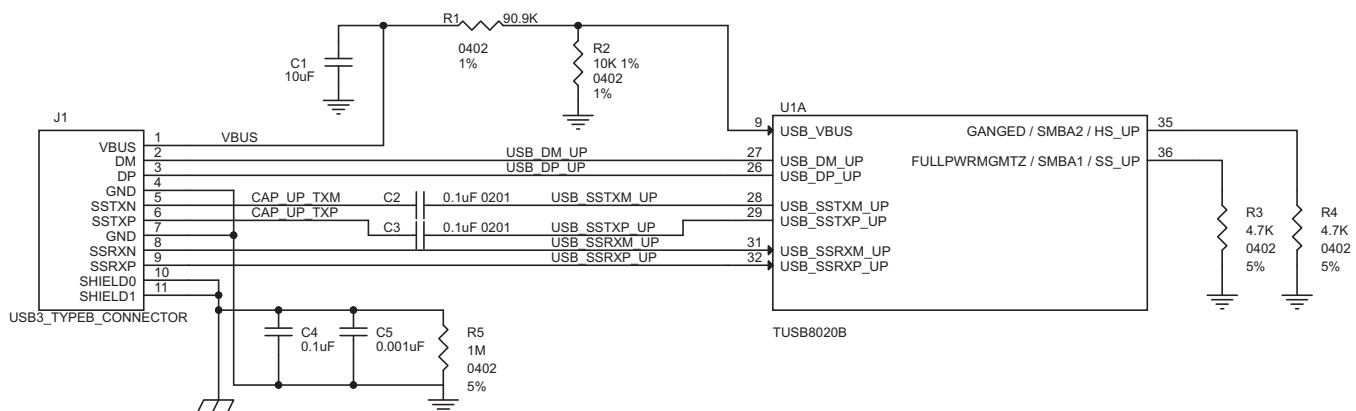 R1 90.9K
0402
1%
R2
10K 1%
0402
1%
C1
10uF
J1
U1A
1 VBUS
VBUS
2
DM
3
DP
4
GND
5
SSTXN
6
SSTXP
7
GND
8
SSRXN
9
SSRXP
10
SHIELD0
11
SHIELD1
USB3_TYPEB_CONNECTOR
USB_DM_UP
USB_DP_UP
CAP_UP_TXM C2 0.1uF 0201 USB_SSTXM_UP
CAP_UP_TXP C3 0.1uF 0201 USB_SSTXP_UP
USB_SSRXM_UP
USB_SSRXP_UP
9 USB_VBUS
27 USB_DM_UP
26 USB_DP_UP
28 USB_SSTXM_UP
29 USB_SSTXP_UP
31 USB_SSRXM_UP
32 USB_SSRXP_UP
GANGED / SMBA2 / HS_UP 35
FULLPWRMGMTZ / SMBA1 / SS_UP 36
TUSB8020B
R3
4.7K
0402
5%
R4
4.7K
0402
5%
C4
0.1uF
C5
0.001uF
R5
1M
0402
5%